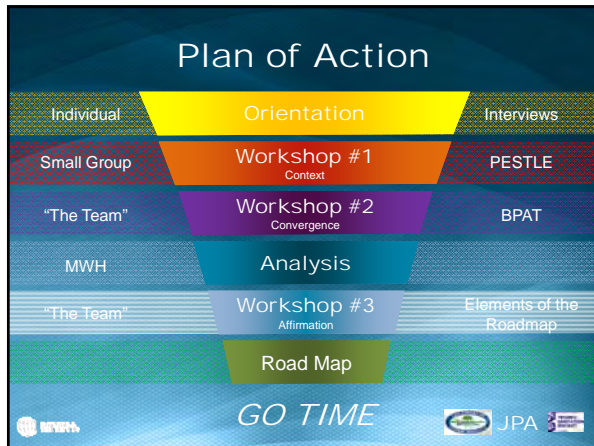 Plan of Action
Individual Orientation Interviews
Small Group Workshop #1 PESTLE
Context
"The Team" Workshop #2 BPAT
Convergence
MWH Analysis
"The Team" Workshop #3 Elements of the
Affirmation Roadmap
Road Map
GO TIME
JPA